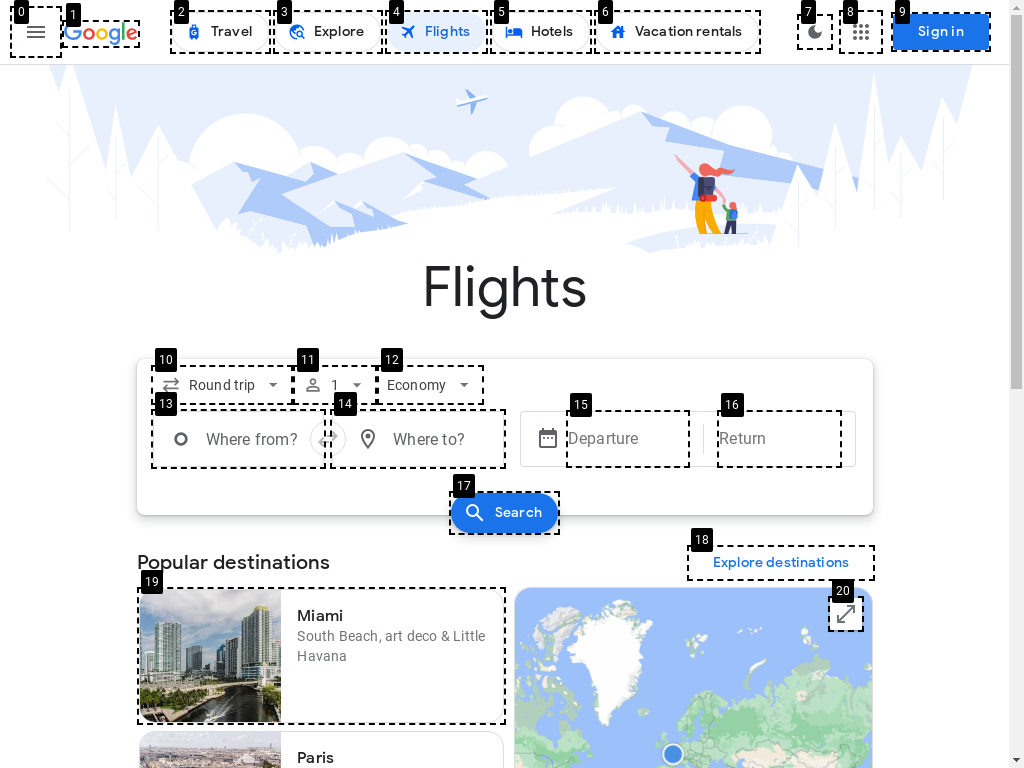 0
1
2
3
4
5
6
7
8
9
Google
Travel
Explore
Flights
Hotels
Vacation rentals
Sign in
Flights
10
11
12
Round trip
1
Economy
13
14
15
16
Where from?
Where to?
Departure
Return
17
Search
18
Popular destinations
Explore destinations
19
20
Miami
South Beach, art deco & Little
Havana
Paris